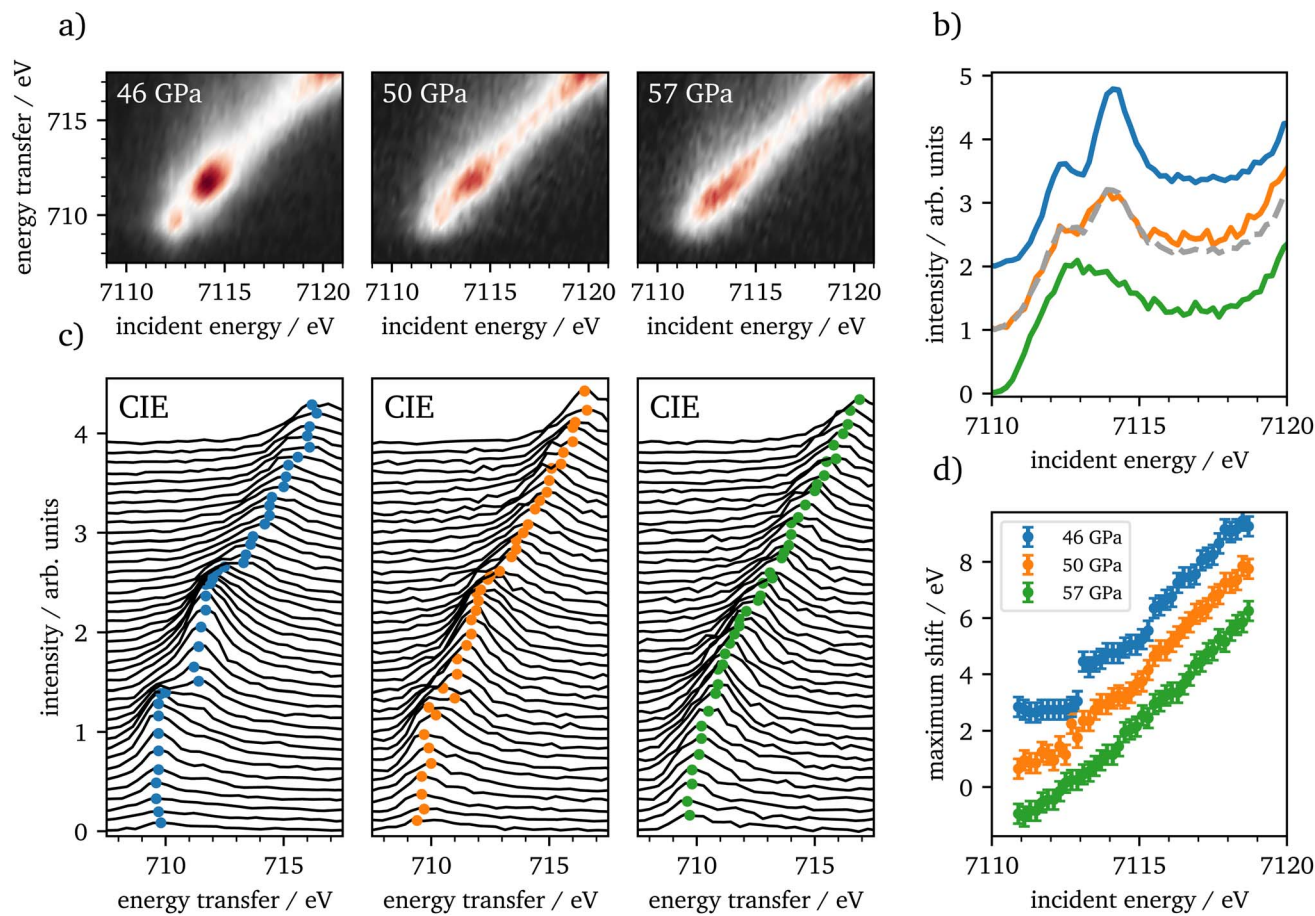 a)
46 GPa
50 GPa
57 GPa
energy transfer / eV
715
710
7110 7115 7120
7110 7115 7120
7110 7115 7120
incident energy / eV
incident energy / eV
incident energy / eV
b)
5
4
3
2
1
0
intensity / arb. units
7110 7115 7120
incident energy / eV
c)
CIE
CIE
CIE
4
3
2
1
0
intensity / arb. units
710 715
710 715
710 715
energy transfer / eV
energy transfer / eV
energy transfer / eV
d)
46 GPa
50 GPa
57 GPa
8
6
4
2
0
maximum shift / eV
7110 7115 7120
incident energy / eV